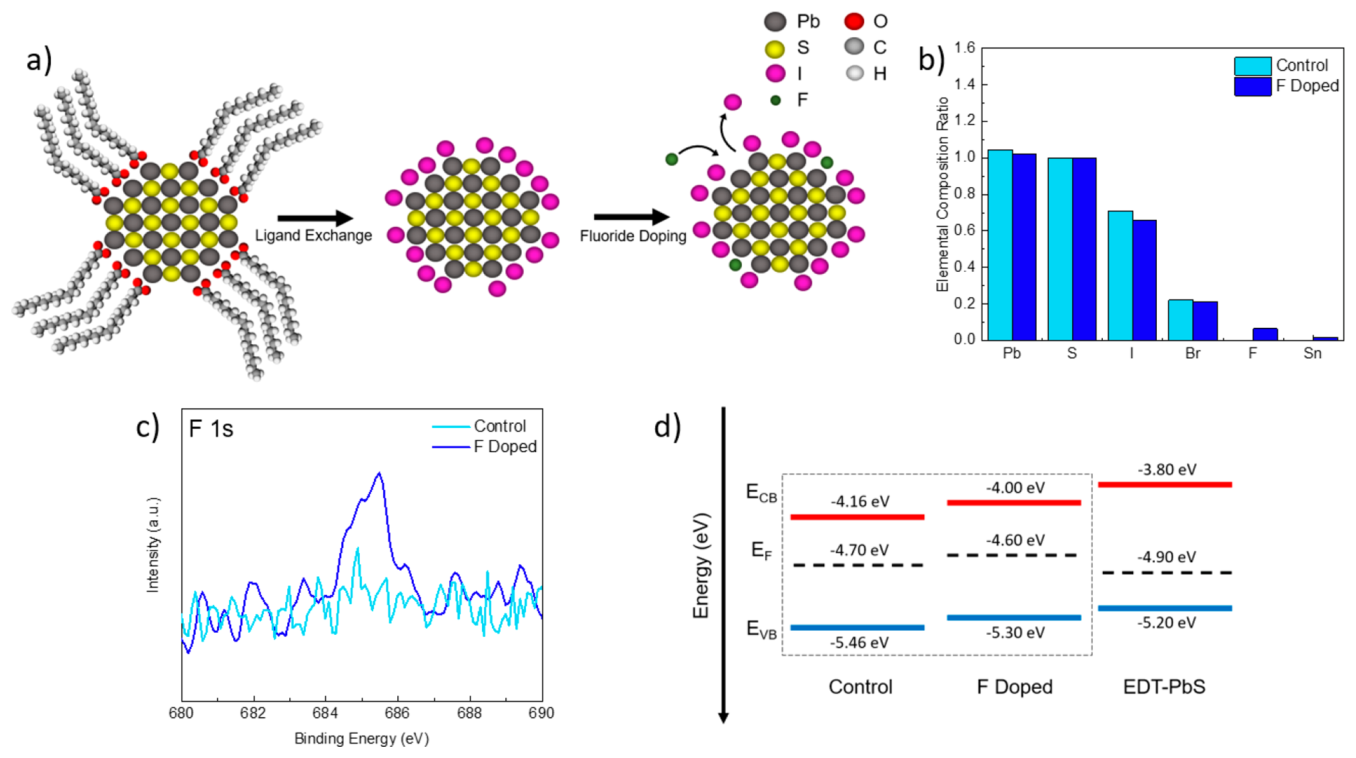 a)
Pb
O
S
C
I
H
F
Ligand Exchange
Fluoride Doping
b)
Elemental Composition Ratio
1.6
1.4
1.2
1.0
0.8
0.6
0.4
0.2
0.0
Control
F Doped
Pb
S
I
Br
F
Sn
c)
F 1s
Control
F Doped
Intensity (a.u.)
680
682
684
686
688
690
Binding Energy (eV)
d)
Energy (eV)
E_CB
-4.16 eV
-4.00 eV
-3.80 eV
E_F
-4.70 eV
-4.60 eV
-4.90 eV
E_VB
-5.46 eV
-5.30 eV
-5.20 eV
Control
F Doped
EDT-PbS